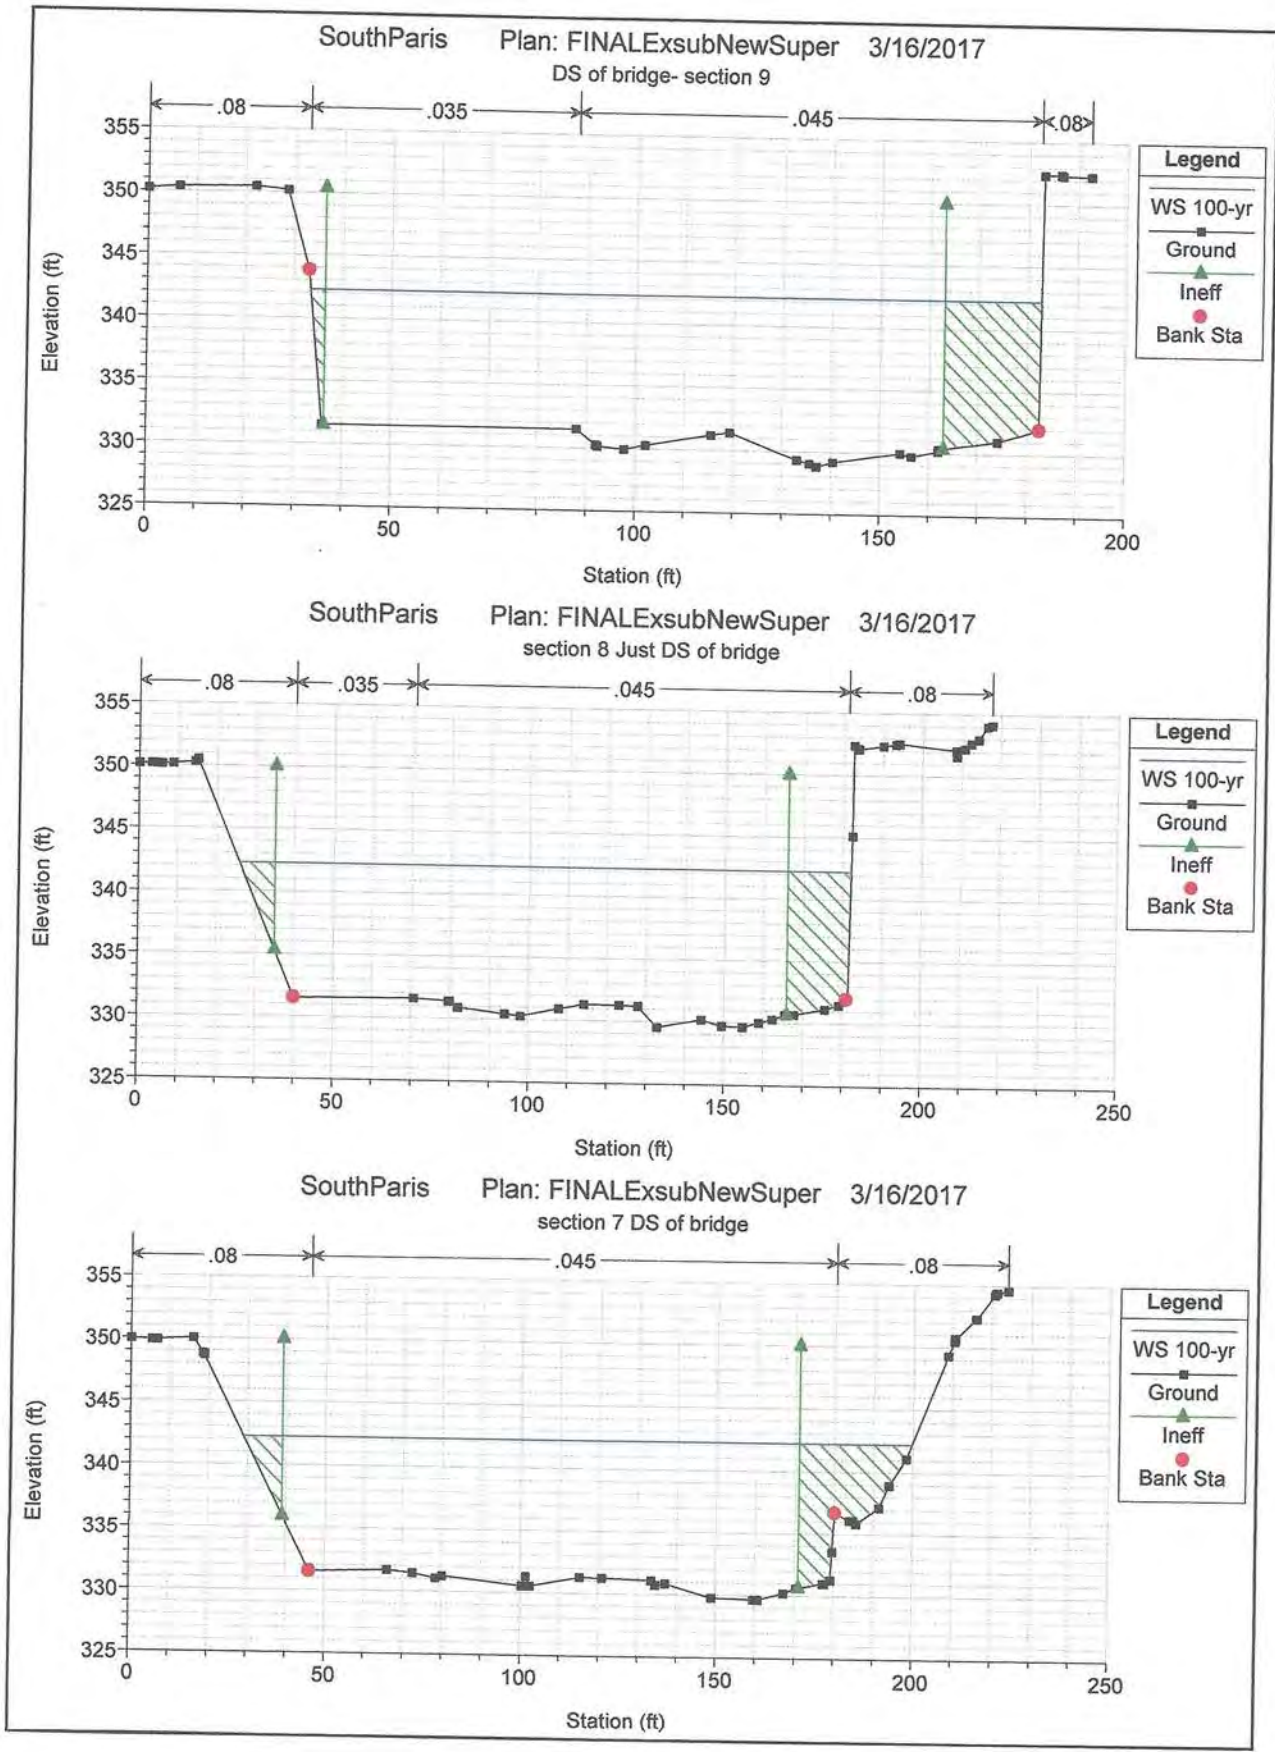 SouthParis Plan: FINALExsubNewSuper 3/16/2017
DS of bridge- section 9
.08 .035 .045 .08
355
350
345
340
335
330
325
Elevation (ft)
0 50 100 150 200
Station (ft)
Legend
WS 100-yr
Ground
Ineff
Bank Sta
SouthParis Plan: FINALExsubNewSuper 3/16/2017
section 8 Just DS of bridge
.08 .035 .045 .08
355
350
345
340
335
330
325
Elevation (ft)
0 50 100 150 200 250
Station (ft)
Legend
WS 100-yr
Ground
Ineff
Bank Sta
SouthParis Plan: FINALExsubNewSuper 3/16/2017
section 7 DS of bridge
.08 .045 .08
355
350
345
340
335
330
325
Elevation (ft)
0 50 100 150 200 250
Station (ft)
Legend
WS 100-yr
Ground
Ineff
Bank Sta